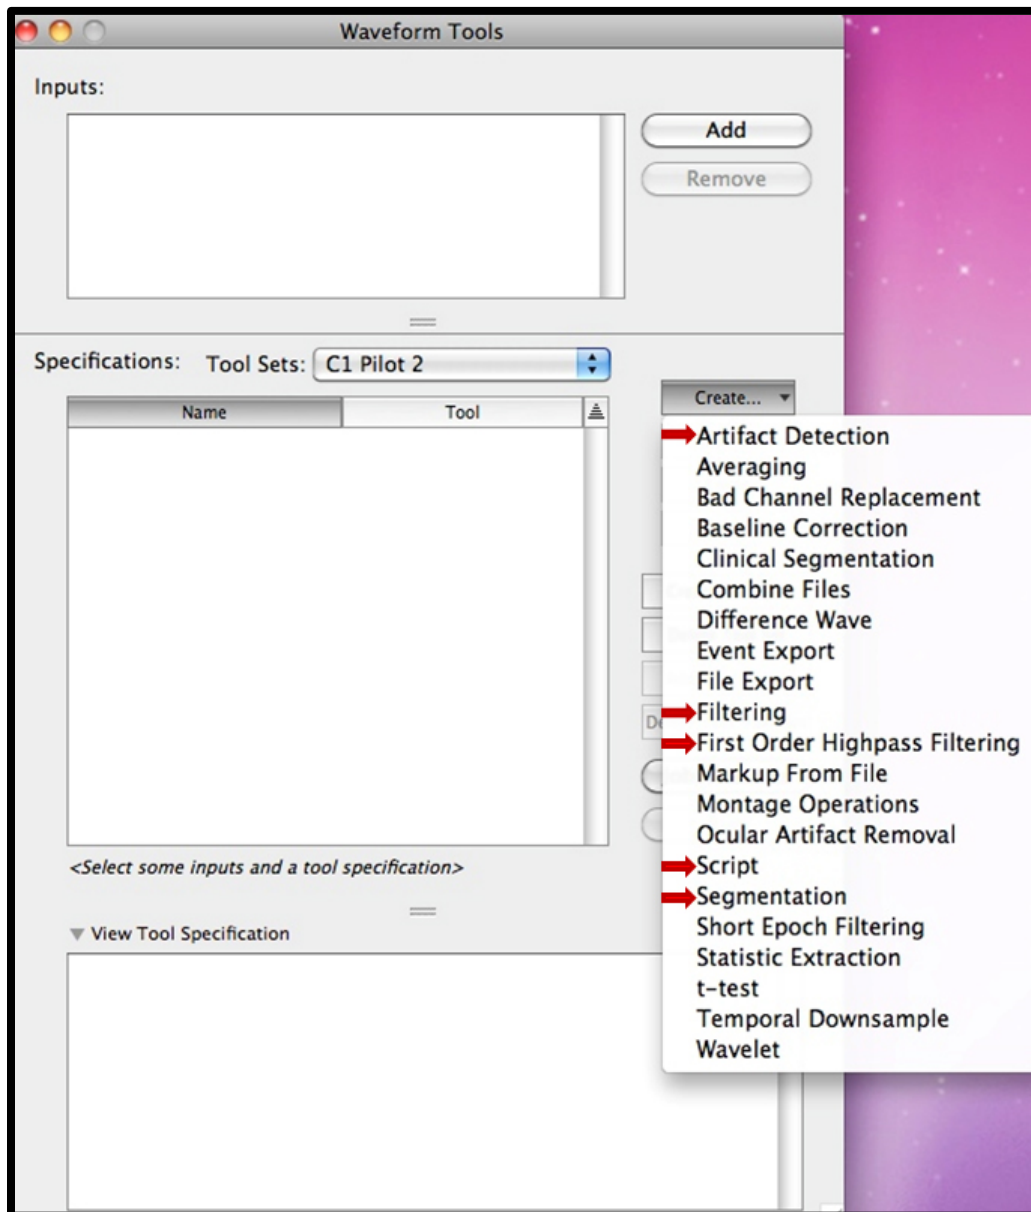 Waveform Tools
Inputs:
Add
Remove
Specifications: Tool Sets: C1 Pilot 2
Name Tool
Create...
Artifact Detection
Averaging
Bad Channel Replacement
Baseline Correction
Clinical Segmentation
Combine Files
Difference Wave
Event Export
File Export
Filtering
First Order Highpass Filtering
Markup From File
Montage Operations
Ocular Artifact Removal
Script
Segmentation
Short Epoch Filtering
Statistic Extraction
t-test
Temporal Downsample
Wavelet
<Select some inputs and a tool specification>
View Tool Specification